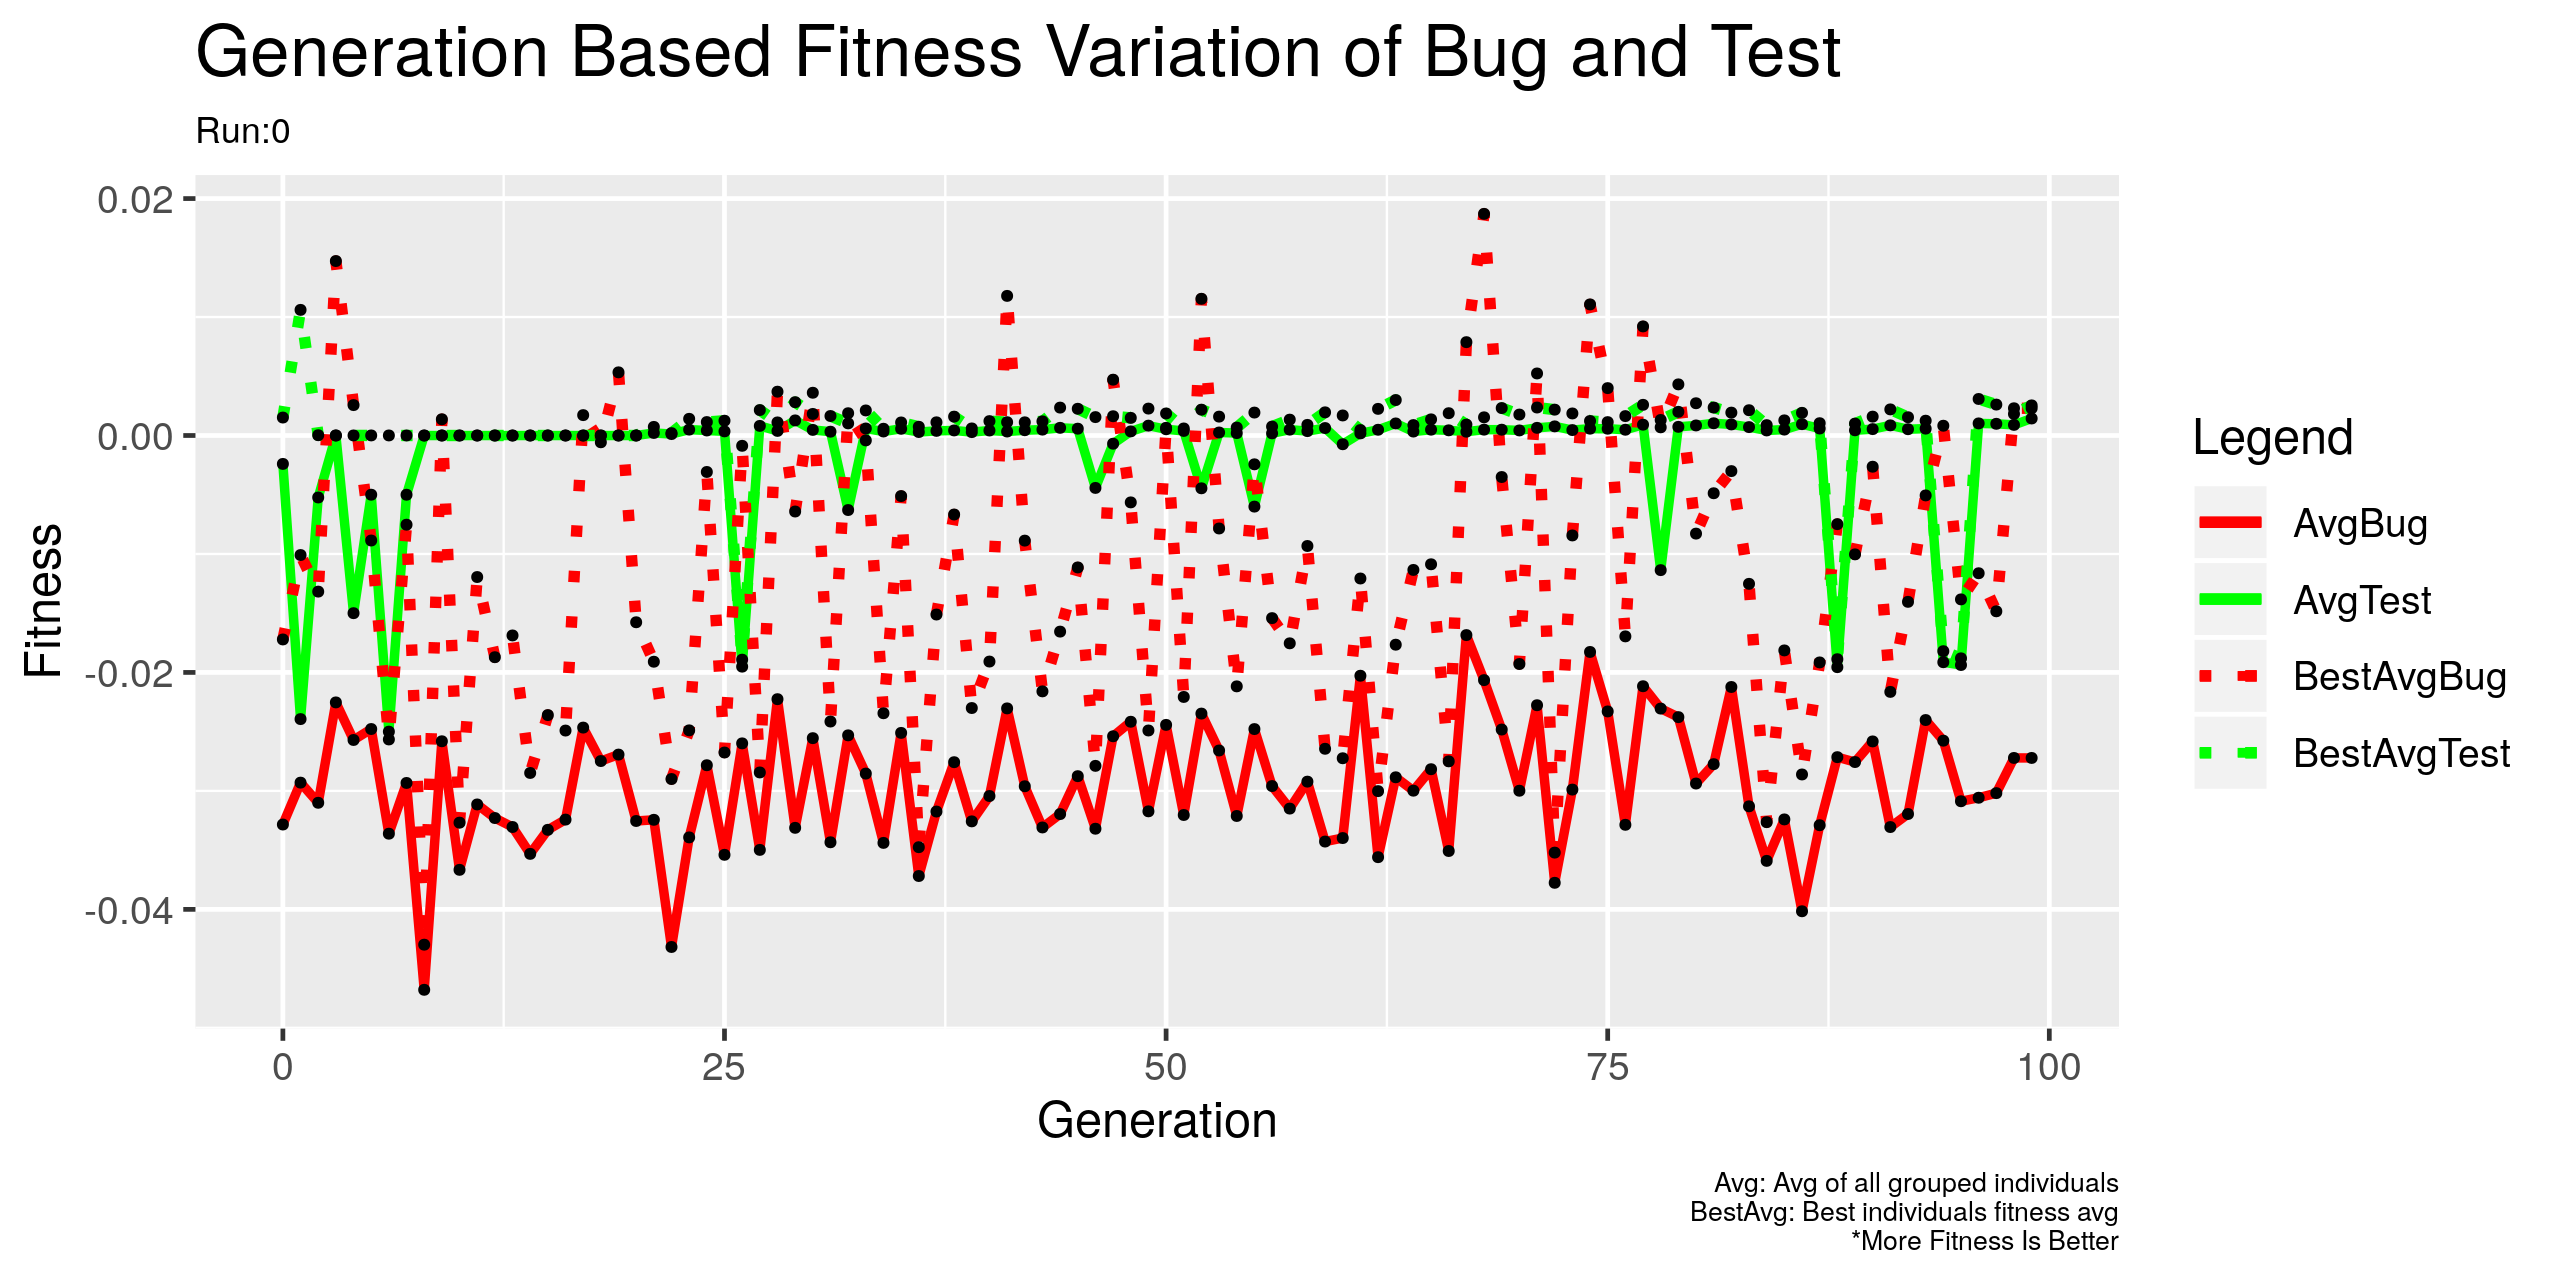 Generation Based Fitness Variation of Bug and Test
Run:0
0.02
0.00
-0.02
-0.04
Fitness
0
25
50
75
100
Generation
Legend
AvgBug
AvgTest
BestAvgBug
BestAvgTest
Avg: Avg of all grouped individuals
BestAvg: Best individuals fitness avg
*More Fitness Is Better